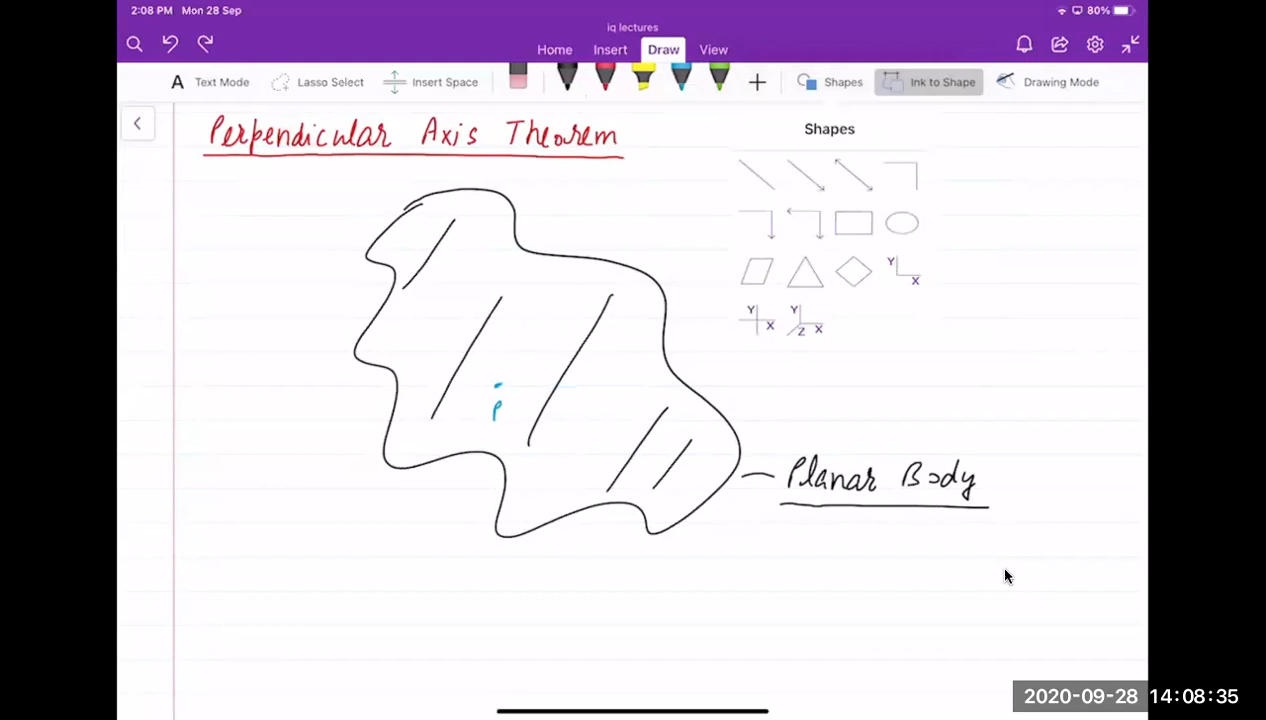 2:08 PM Mon 28 Sep
80%
iq lectures
Home Insert Draw View
Text Mode Lasso Select Insert Space Shapes Ink to Shape Drawing Mode
Perpendicular Axis Theorem
Shapes
Y X
Y X Y Z X
P
Planar Body
2020-09-28 14:08:35